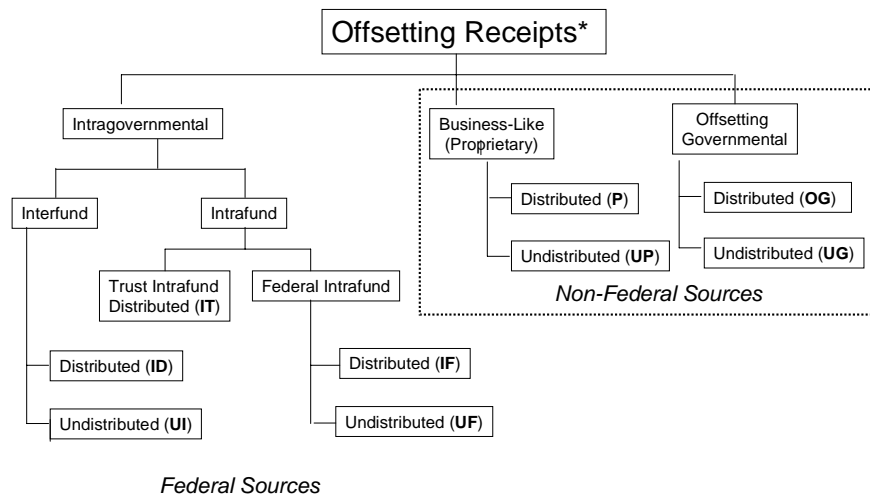 Offsetting Receipts*
Intragovernmental
Business-Like
(Proprietary)
Offsetting
Governmental
Interfund
Intrafund
Distributed (P)
Distributed (OG)
Undistributed (UP)
Undistributed (UG)
Trust Intrafund
Distributed (IT)
Federal Intrafund
Non-Federal Sources
Distributed (ID)
Distributed (IF)
Undistributed (UI)
Undistributed (UF)
Federal Sources